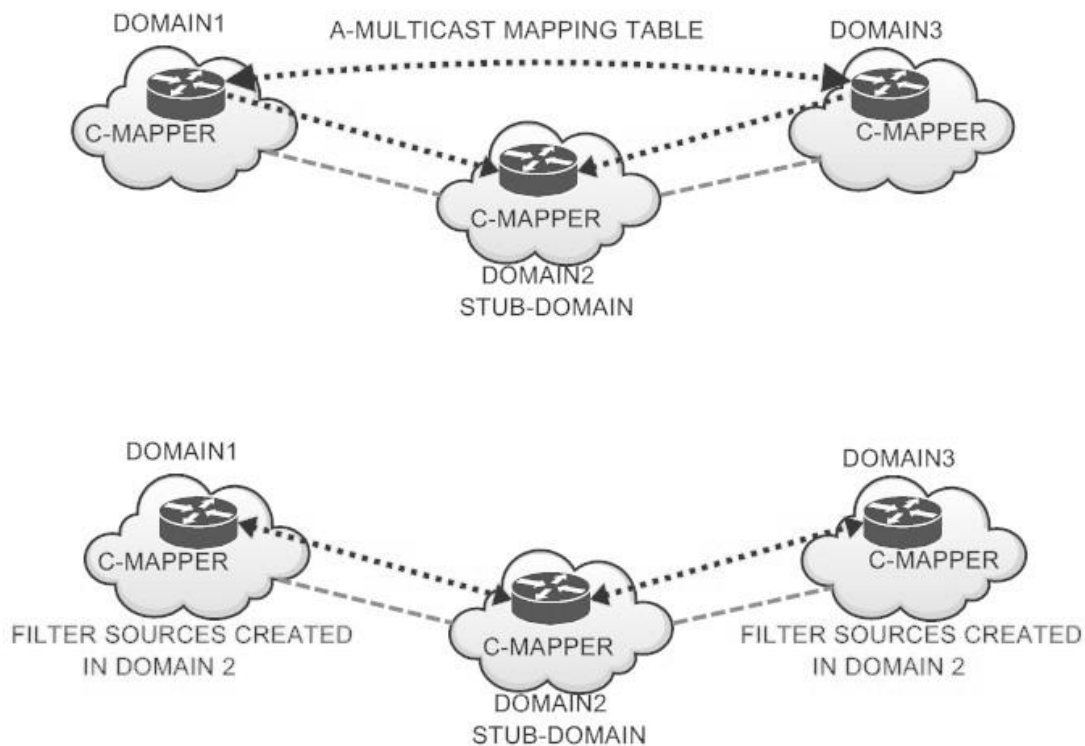 DOMAIN1
A-MULTICAST MAPPING TABLE
DOMAIN3
C-MAPPER
C-MAPPER
C-MAPPER
DOMAIN2
STUB-DOMAIN
DOMAIN1
DOMAIN3
C-MAPPER
C-MAPPER
FILTER SOURCES CREATED
IN DOMAIN 2
C-MAPPER
FILTER SOURCES CREATED
IN DOMAIN 2
DOMAIN2
STUB-DOMAIN